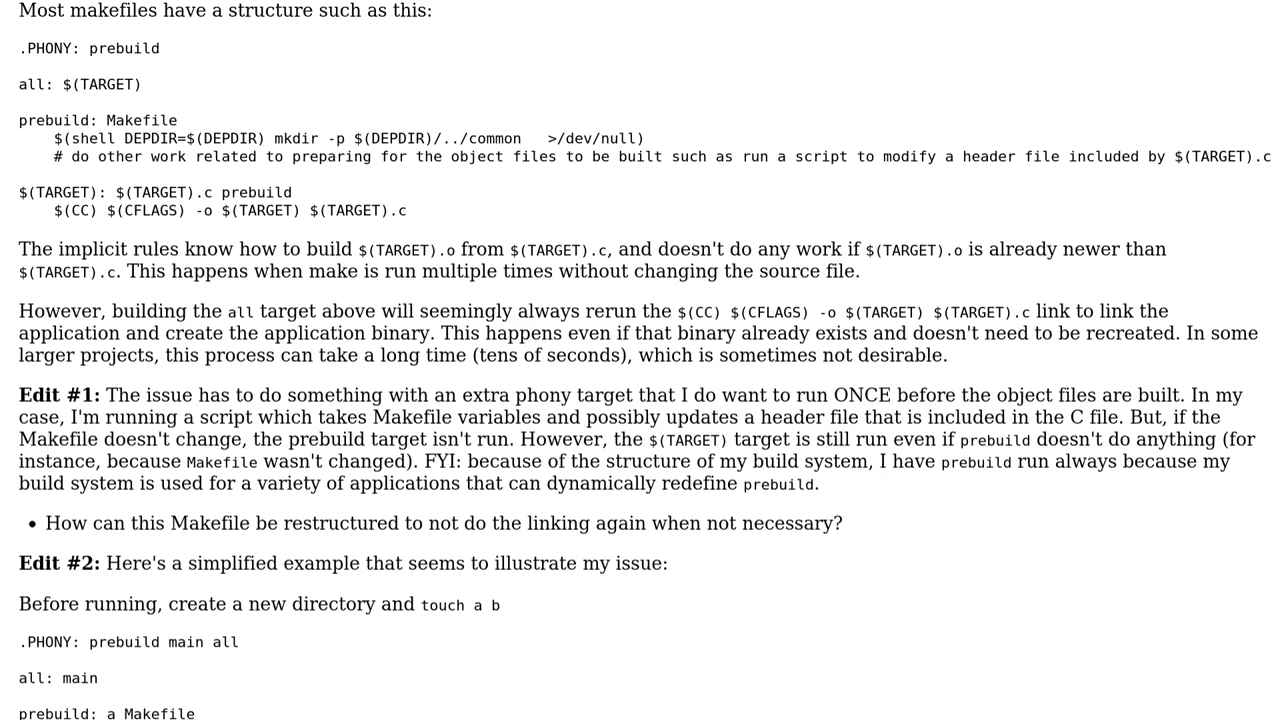 Most makefiles have a structure such as this:
.PHONY: prebuild
all: $(TARGET)
prebuild: Makefile
    $(shell DEPDIR=$(DEPDIR) mkdir -p $(DEPDIR)/../common   >/dev/null)
    # do other work related to preparing for the object files to be built such as run a script to modify a header file included by $(TARGET).c
$(TARGET): $(TARGET).c prebuild
    $(CC) $(CFLAGS) -o $(TARGET) $(TARGET).c
The implicit rules know how to build $(TARGET).o from $(TARGET).c, and doesn't do any work if $(TARGET).o is already newer than
$(TARGET).c. This happens when make is run multiple times without changing the source file.
However, building the all target above will seemingly always rerun the $(CC) $(CFLAGS) -o $(TARGET) $(TARGET).c link to link the
application and create the application binary. This happens even if that binary already exists and doesn't need to be recreated. In some
larger projects, this process can take a long time (tens of seconds), which is sometimes not desirable.
Edit #1: The issue has to do something with an extra phony target that I do want to run ONCE before the object files are built. In my
case, I'm running a script which takes Makefile variables and possibly updates a header file that is included in the C file. But, if the
Makefile doesn't change, the prebuild target isn't run. However, the $(TARGET) target is still run even if prebuild doesn't do anything (for
instance, because Makefile wasn't changed). FYI: because of the structure of my build system, I have prebuild run always because my
build system is used for a variety of applications that can dynamically redefine prebuild.
• How can this Makefile be restructured to not do the linking again when not necessary?
Edit #2: Here's a simplified example that seems to illustrate my issue:
Before running, create a new directory and touch a b
.PHONY: prebuild main all
all: main
prebuild: a Makefile